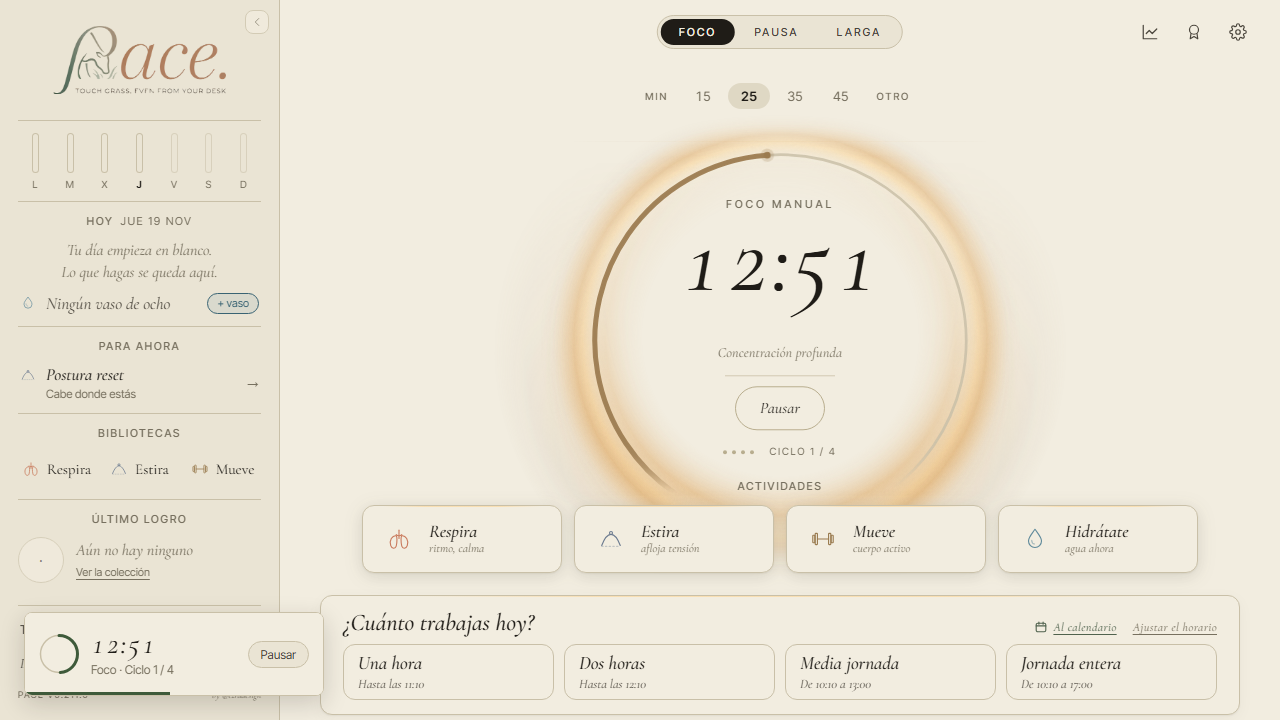 Pace.
TOUCH GRASS. EVEN FROM YOUR DESK
L M X J V S D
HOY JUE 19 NOV
Tu día empieza en blanco.
Lo que hagas se queda aquí.
Ningún vaso de ocho
+ vaso
PARA AHORA
Postura reset
Cabe donde estás
→
BIBLIOTECAS
Respira Estira Mueve
ÚLTIMO LOGRO
Aún no hay ninguno
Ver la colección
12:51
Foco · Ciclo 1 / 4
Pausar
FOCO PAUSA LARGA
MIN 15 25 35 45 OTRO
FOCO MANUAL
12:51
Concentración profunda
Pausar
CICLO 1 / 4
ACTIVIDADES
Respira
ritmo, calma
Estira
afloja tensión
Mueve
cuerpo activo
Hidrátate
agua ahora
¿Cuánto trabajas hoy?
Al calendario Ajustar el horario
Una hora
Hasta las 11:10
Dos horas
Hasta las 12:10
Media jornada
De 10:10 a 13:00
Jornada entera
De 10:10 a 17:00